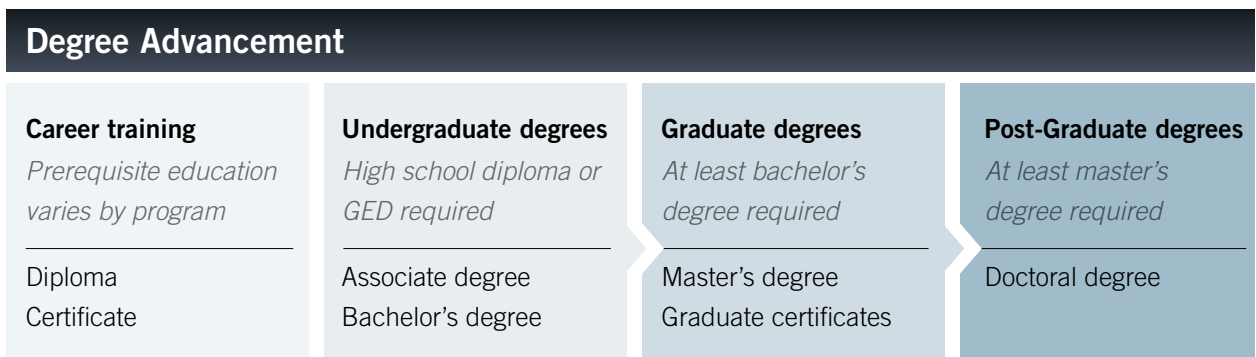 Degree Advancement
Career training
Prerequisite education
varies by program
Diploma
Certificate
Undergraduate degrees
High school diploma or
GED required
Associate degree
Bachelor’s degree
Graduate degrees
At least bachelor’s
degree required
Master’s degree
Graduate certificates
Post-Graduate degrees
At least master’s
degree required
Doctoral degree